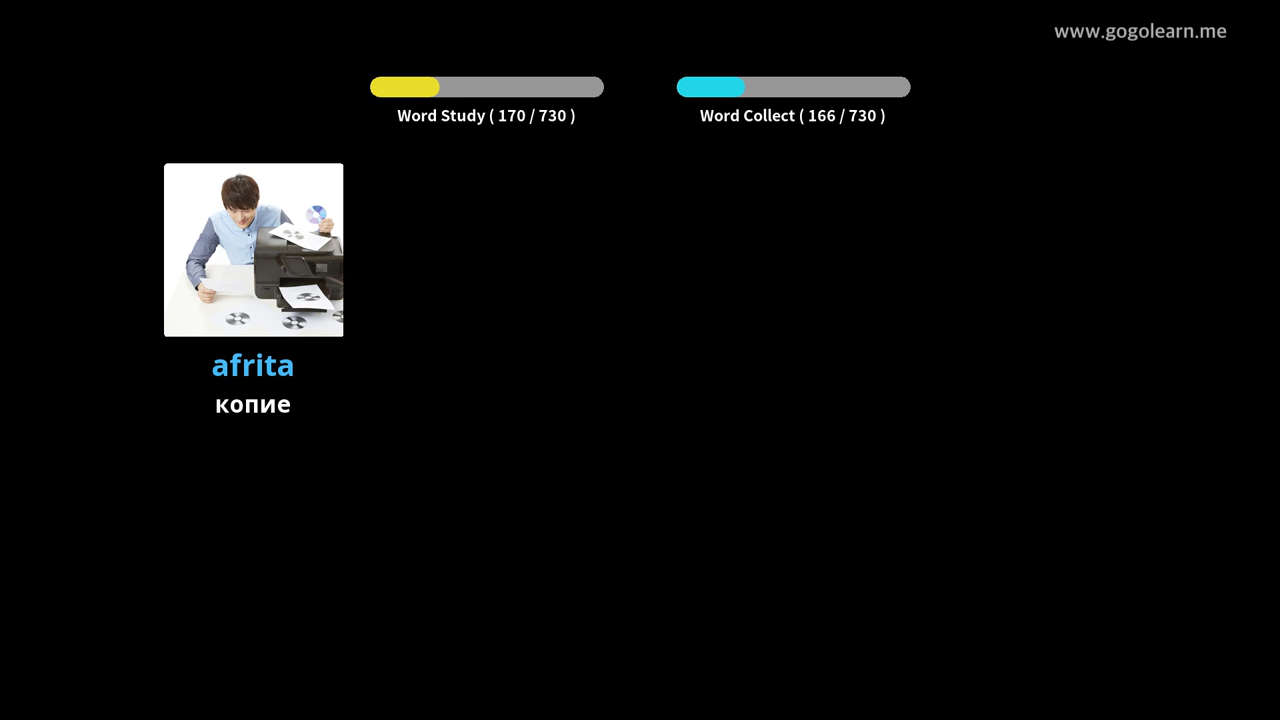 www.gogolearn.me
Word Study ( 170 / 730 )
Word Collect ( 166 / 730 )
afrita
копие